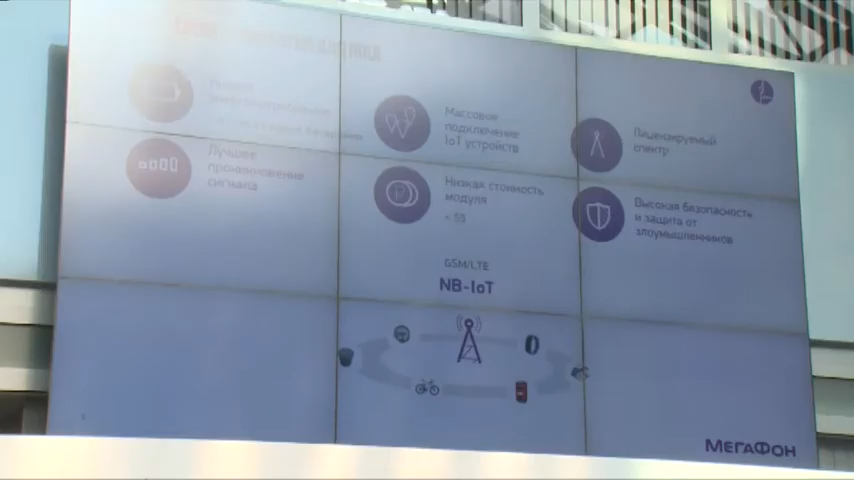 Массовое
подключение
IoT устройств
Лицензируемый
спектр
Лучшее
проникновение
сигнала
Низкая стоимость
модуля
< 5$
Высокая безопасность
и защита от
злоумышленников
GSM/LTE
NB-IoT
МЕГАФОН